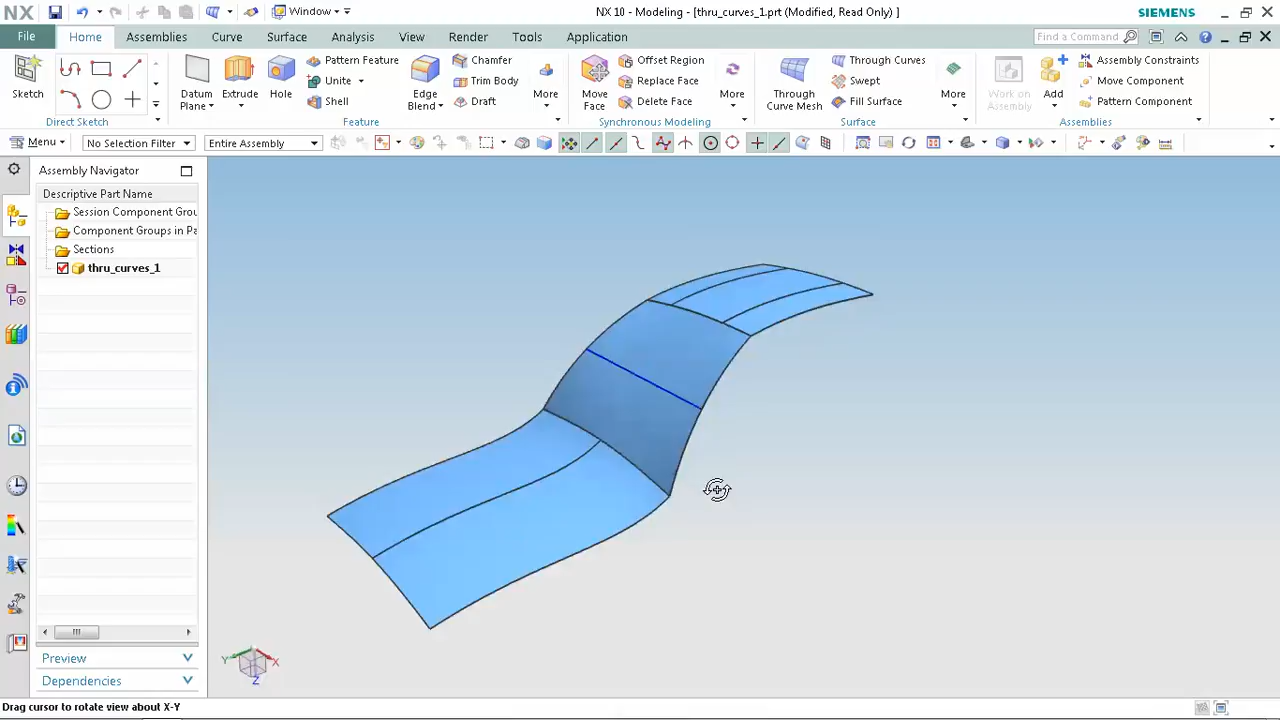 NX
Window
NX 10 - Modeling - [thru_curves_1.prt (Modified, Read Only) ]
SIEMENS
File
Home
Assemblies
Curve
Surface
Analysis
View
Render
Tools
Application
Find a Command
Sketch
Direct Sketch
Datum Plane
Extrude
Hole
Pattern Feature
Unite
Shell
Edge Blend
Chamfer
Trim Body
Draft
More
Feature
Move Face
Offset Region
Replace Face
Delete Face
More
Synchronous Modeling
Through Curve Mesh
Through Curves
Swept
Fill Surface
More
Surface
Work on Assembly
Add
Assembly Constraints
Move Component
Pattern Component
Assemblies
Menu
No Selection Filter
Entire Assembly
Assembly Navigator
Descriptive Part Name
Session Component Grou
Component Groups in Pa
Sections
thru_curves_1
Preview
Dependencies
Y
X
Z
Drag cursor to rotate view about X-Y